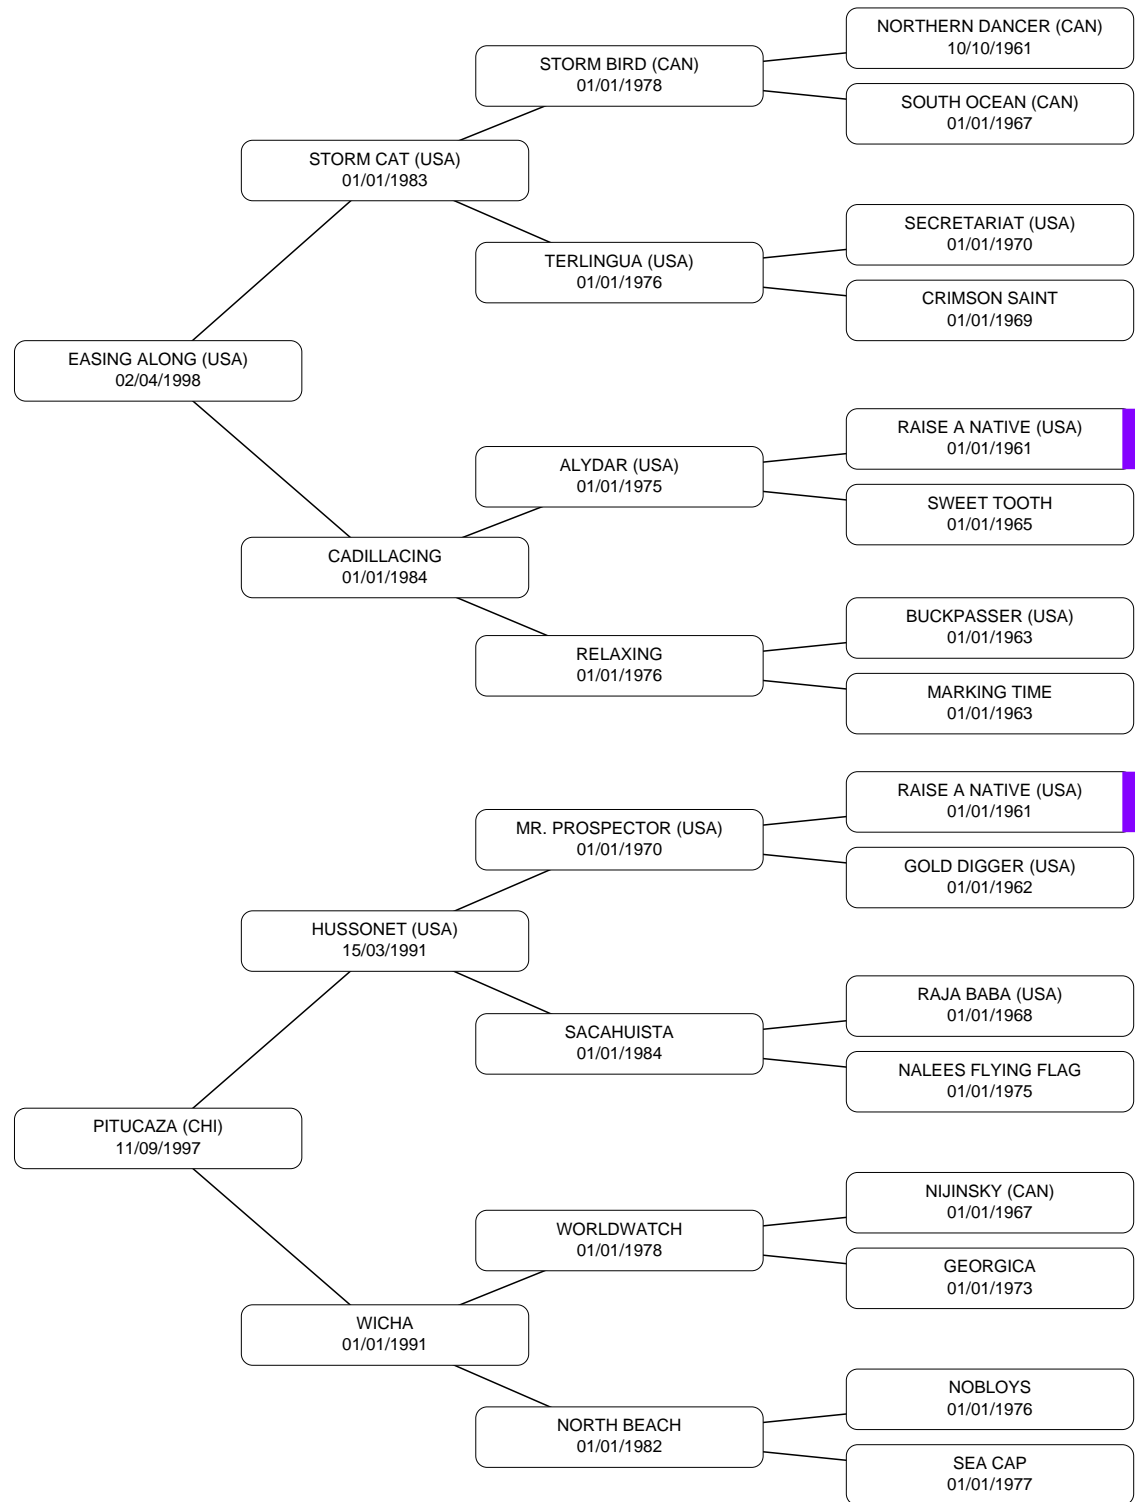 NORTHERN DANCER (CAN)
10/10/1961
STORM BIRD (CAN)
01/01/1978
SOUTH OCEAN (CAN)
01/01/1967
STORM CAT (USA)
01/01/1983
SECRETARIAT (USA)
01/01/1970
TERLINGUA (USA)
01/01/1976
CRIMSON SAINT
01/01/1969
EASING ALONG (USA)
02/04/1998
RAISE A NATIVE (USA)
01/01/1961
ALYDAR (USA)
01/01/1975
SWEET TOOTH
01/01/1965
CADILLACING
01/01/1984
BUCKPASSER (USA)
01/01/1963
RELAXING
01/01/1976
MARKING TIME
01/01/1963
RAISE A NATIVE (USA)
01/01/1961
MR. PROSPECTOR (USA)
01/01/1970
GOLD DIGGER (USA)
01/01/1962
HUSSONET (USA)
15/03/1991
RAJA BABA (USA)
01/01/1968
SACAHUISTA
01/01/1984
NALEES FLYING FLAG
01/01/1975
PITUCAZA (CHI)
11/09/1997
NIJINSKY (CAN)
01/01/1967
WORLDWATCH
01/01/1978
GEORGICA
01/01/1973
WICHA
01/01/1991
NOBLOYS
01/01/1976
NORTH BEACH
01/01/1982
SEA CAP
01/01/1977